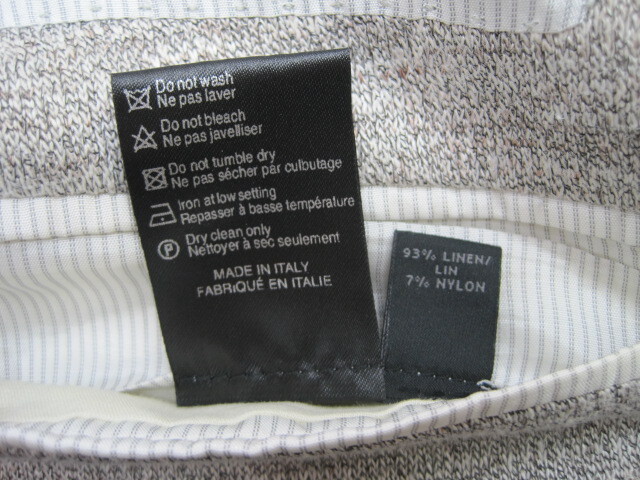 Do not wash
Ne pas laver
Do not bleach
Ne pas javelliser
Do not tumble dry
Ne pas sécher par culbutage
Iron at low setting
Repasser à basse température
P
Dry clean only
Nettoyer à sec seulement
MADE IN ITALY
FABRIQUÉ EN ITALIE
93% LINEN/
LIN
7% NYLON